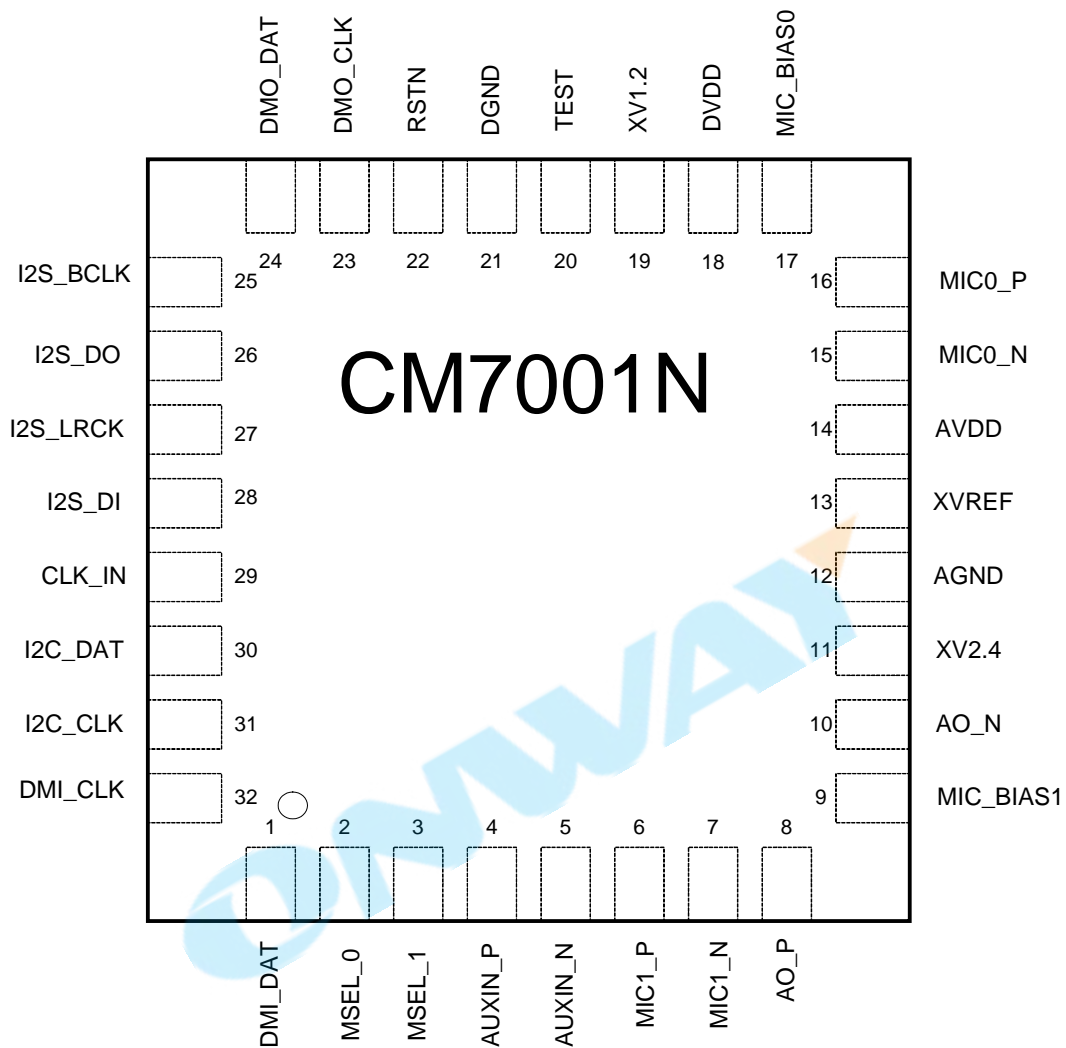 DMO_DAT
DMO_CLK
RSTN
DGND
TEST
XV1.2
DVDD
MIC_BIAS0
24
23
22
21
20
19
18
17
I2S_BCLK
25
16
MIC0_P
I2S_DO
26
15
MIC0_N
CM7001N
I2S_LRCK
27
14
AVDD
I2S_DI
28
13
XVREF
CLK_IN
29
12
AGND
I2C_DAT
30
11
XV2.4
I2C_CLK
31
10
AO_N
DMI_CLK
32
9
MIC_BIAS1
1
2
3
4
5
6
7
8
DMI_DAT
MSEL_0
MSEL_1
AUXIN_P
AUXIN_N
MIC1_P
MIC1_N
AO_P
ONWAY